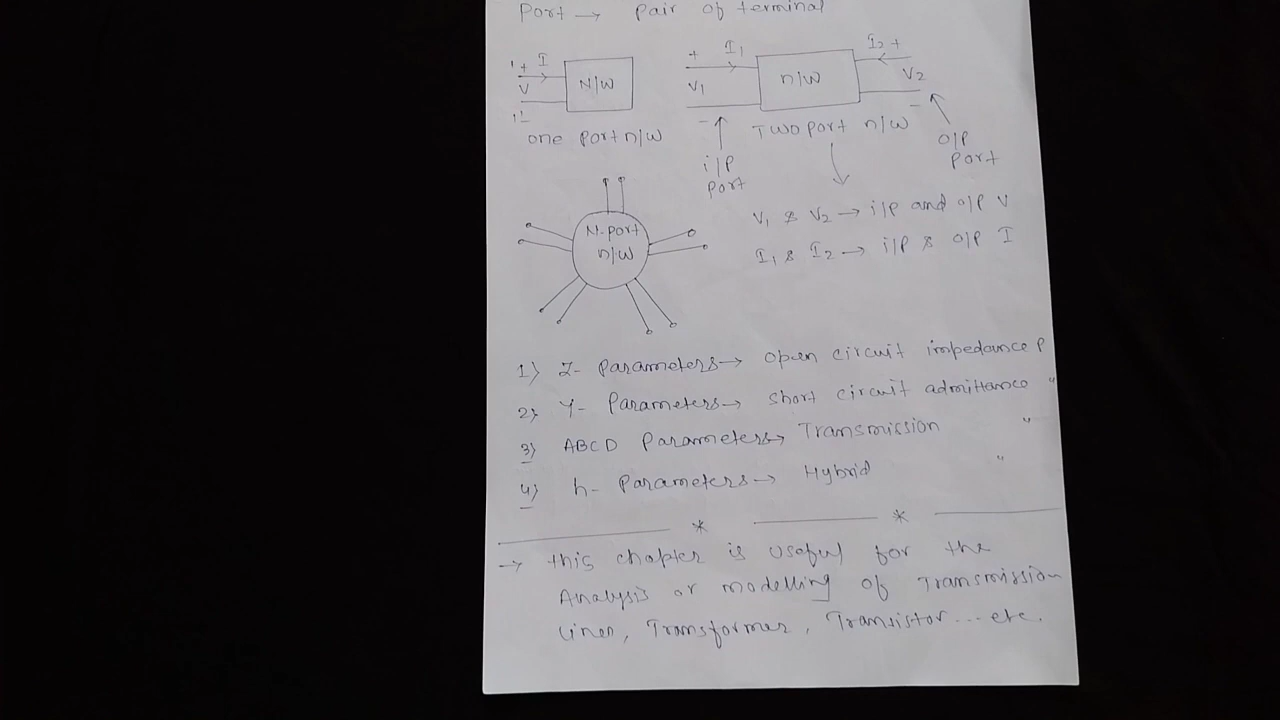 Port → pair of terminal
1 + I
V
1' -
N/W
one port n/w
+ I1
V1
-
n/w
I2 +
V2
-
Two port n/w
i/p
port
o/p
port
V1 & V2 → i/p and o/p V
I1 & I2 → i/p & o/p I
N-port
n/w
1) Z- Parameters → open circuit impedance P
2) Y- Parameters → short circuit admittance "
3) ABCD Parameters → Transmission "
4) h- Parameters → Hybrid "
* *
→ this chapter is useful for the
Analysis or modelling of Transmission
Lines, Transformer, Transistor... etc.